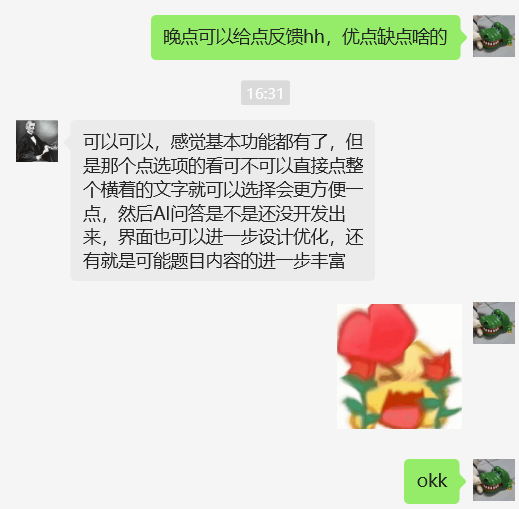 晚点可以给点反馈hh，优点缺点啥的
16:31
可以可以，感觉基本功能都有了，但
是那个点选项的看可不可以直接点整
个横着的文字就可以选择会更方便一
点，然后AI问答是不是还没开发出
来，界面也可以进一步设计优化，还
有就是可能题目内容的进一步丰富
okk